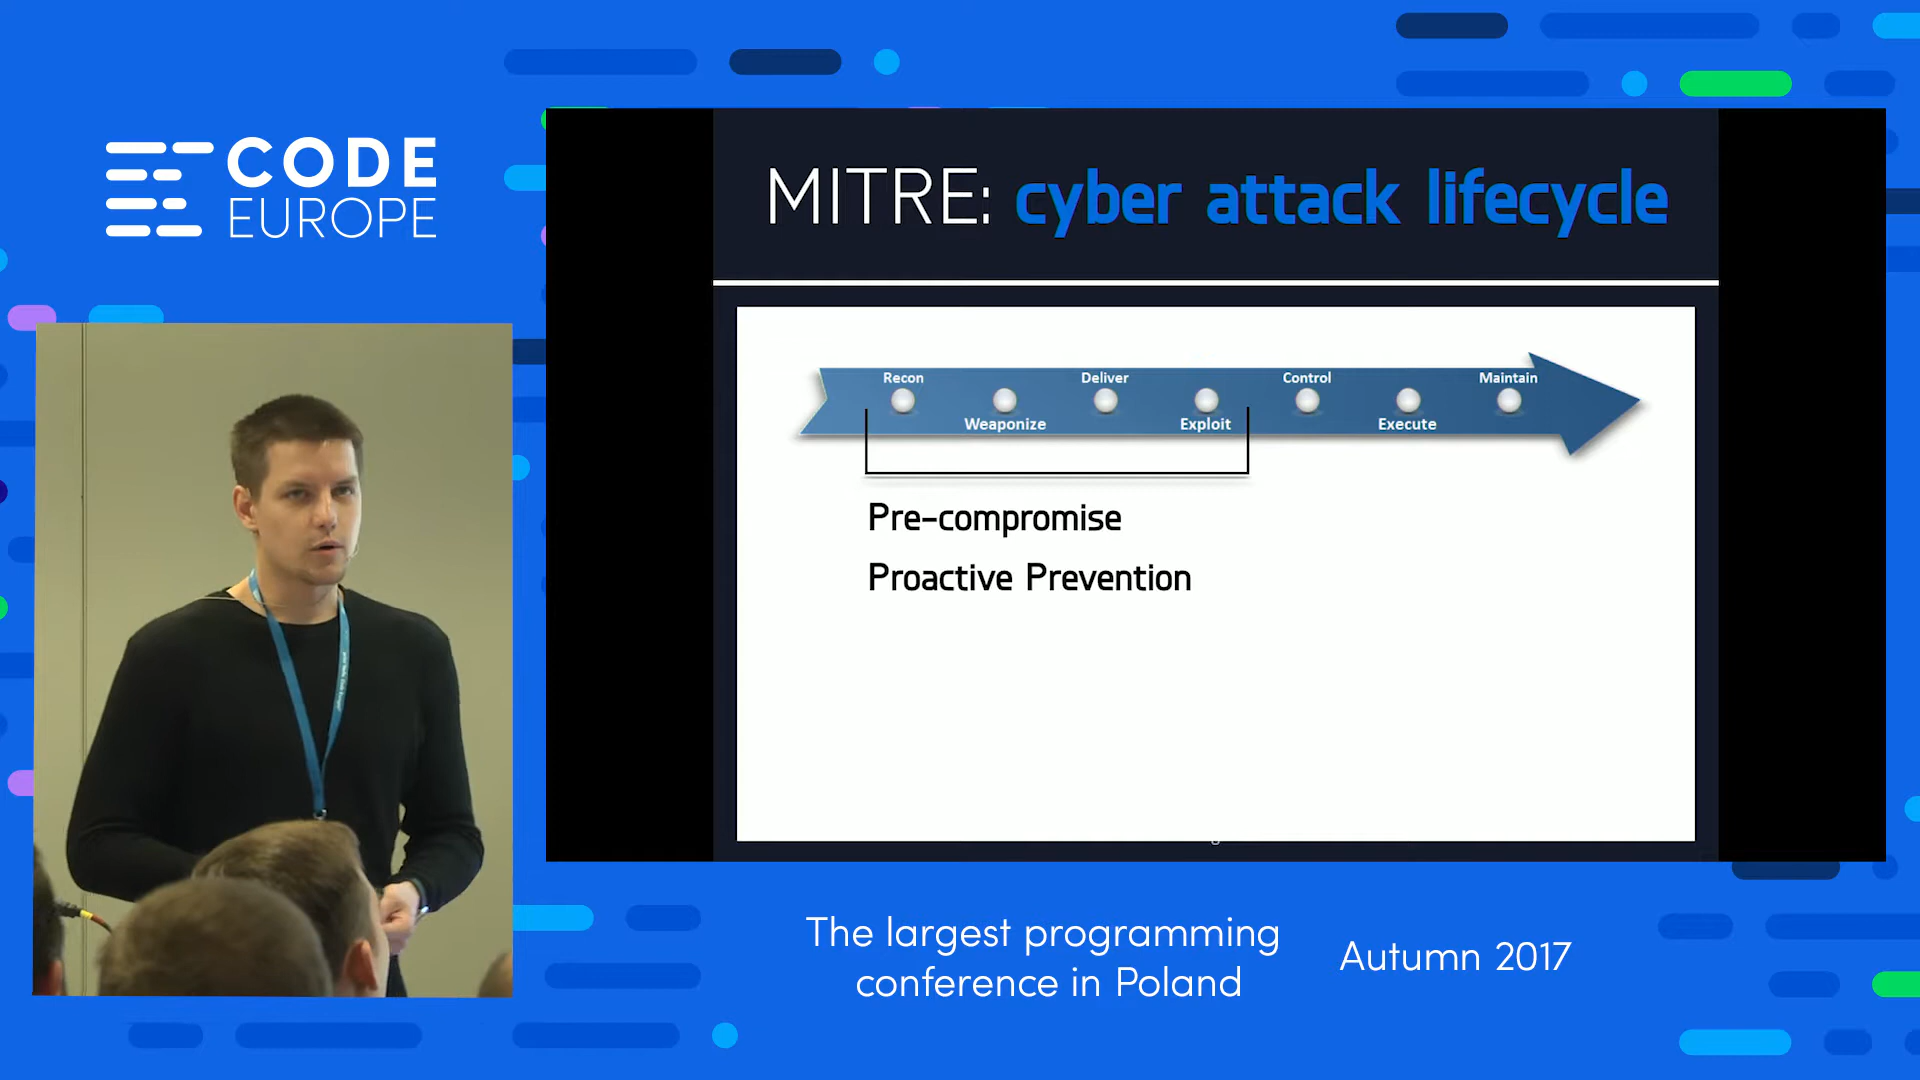 CODE
EUROPE
MITRE: cyber attack lifecycle
Recon
Weaponize
Deliver
Exploit
Control
Execute
Maintain
Pre-compromise
Proactive Prevention
The largest programming
conference in Poland
Autumn 2017